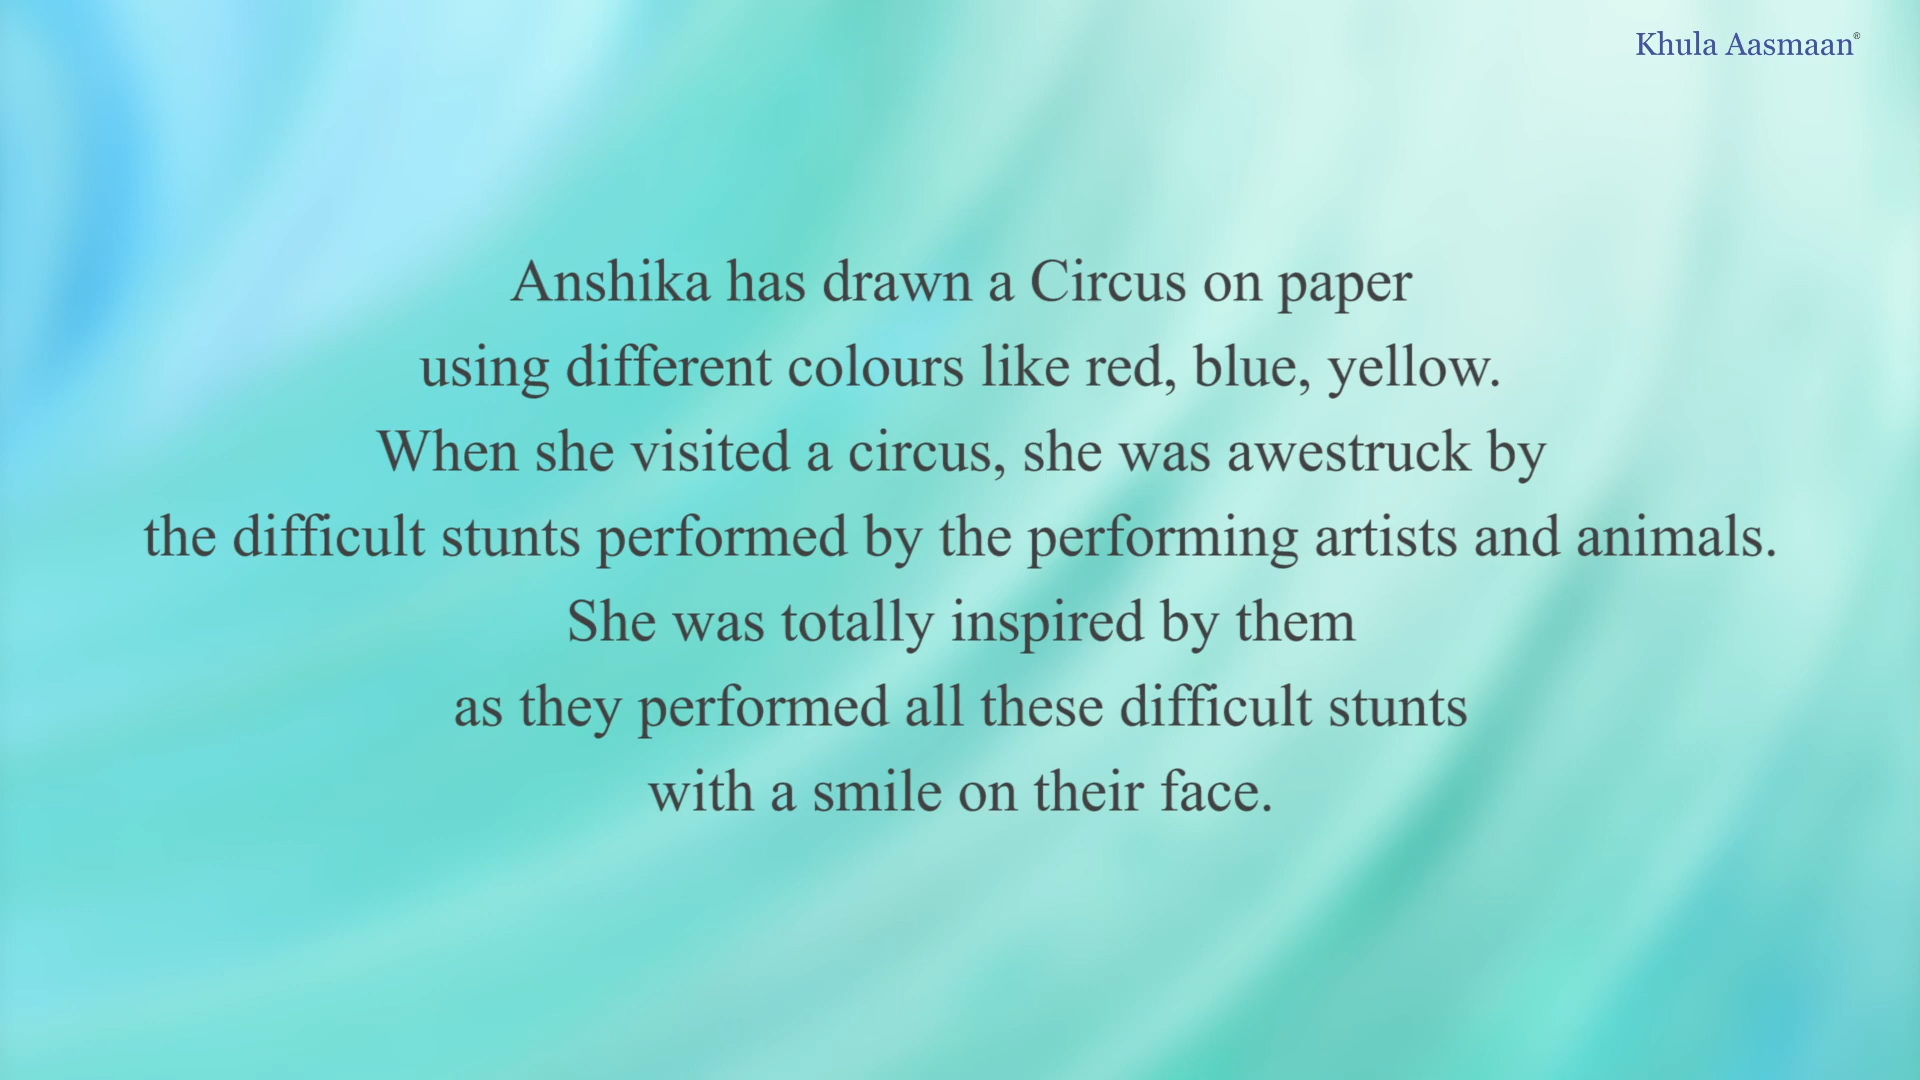 Khula Aasmaan®
Anshika has drawn a Circus on paper
using different colours like red, blue, yellow.
When she visited a circus, she was awestruck by
the difficult stunts performed by the performing artists and animals.
She was totally inspired by them
as they performed all these difficult stunts
with a smile on their face.